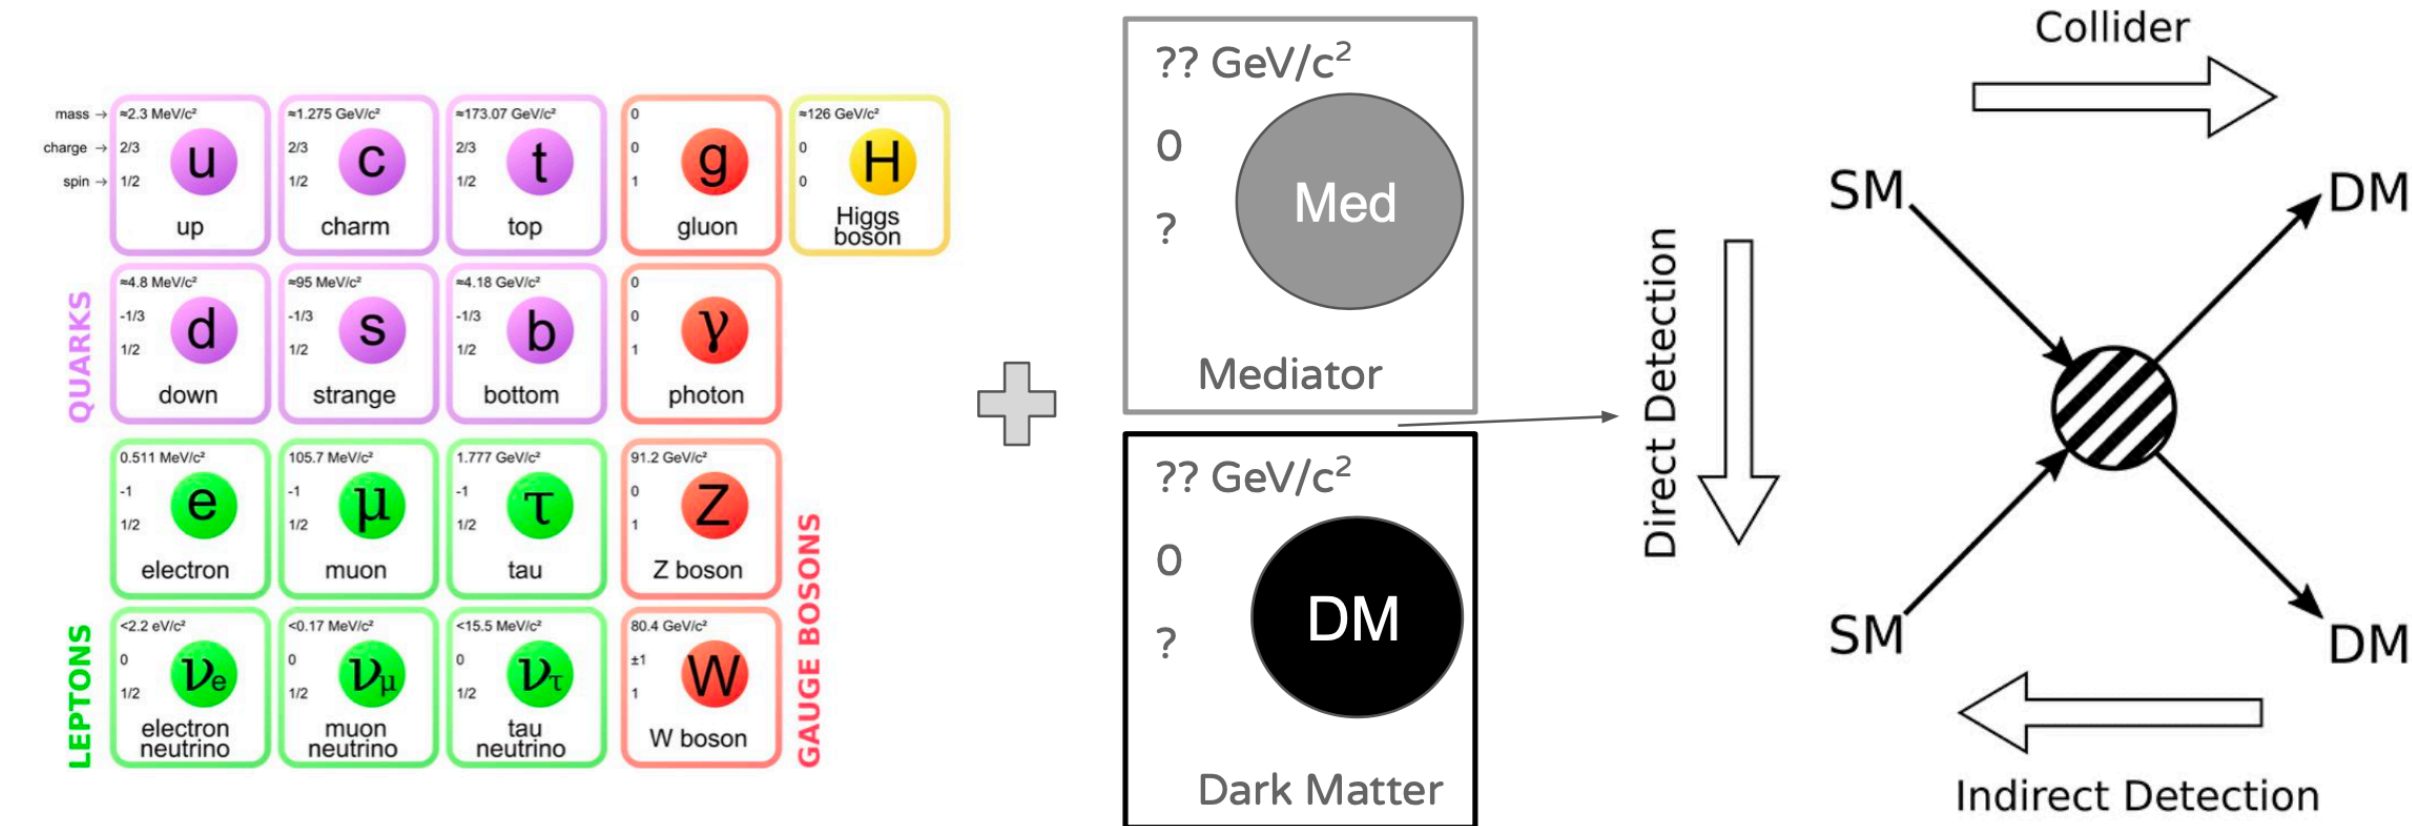 mass →
charge →
spin →
≈2.3 MeV/c²
2/3
1/2
u
up
≈1.275 GeV/c²
2/3
1/2
c
charm
≈173.07 GeV/c²
2/3
1/2
t
top
0
0
1
g
gluon
≈126 GeV/c²
0
0
H
Higgs
boson
QUARKS
≈4.8 MeV/c²
-1/3
1/2
d
down
≈95 MeV/c²
-1/3
1/2
s
strange
≈4.18 GeV/c²
-1/3
1/2
b
bottom
0
0
1
γ
photon
0.511 MeV/c²
-1
1/2
e
electron
105.7 MeV/c²
-1
1/2
μ
muon
1.777 GeV/c²
-1
1/2
τ
tau
91.2 GeV/c²
0
1
Z
Z boson
LEPTONS
<2.2 eV/c²
0
1/2
νe
electron
neutrino
<0.17 MeV/c²
0
1/2
νμ
muon
neutrino
<15.5 MeV/c²
0
1/2
ντ
tau
neutrino
80.4 GeV/c²
±1
1
W
W boson
GAUGE BOSONS
?? GeV/c²
0
?
Med
Mediator
?? GeV/c²
0
?
DM
Dark Matter
Collider
Direct Detection
SM
DM
SM
DM
Indirect Detection